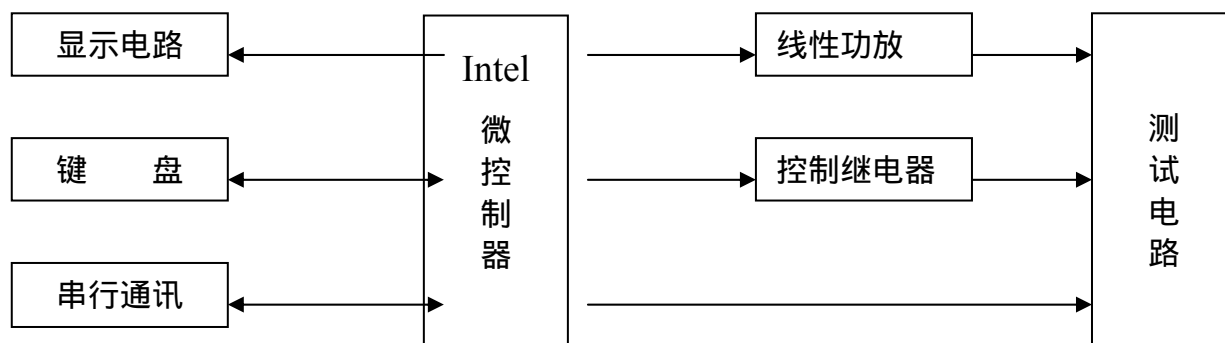 显示电路
键 盘
串行通讯
Intel
微
控
制
器
线性功放
控制继电器
测
试
电
路